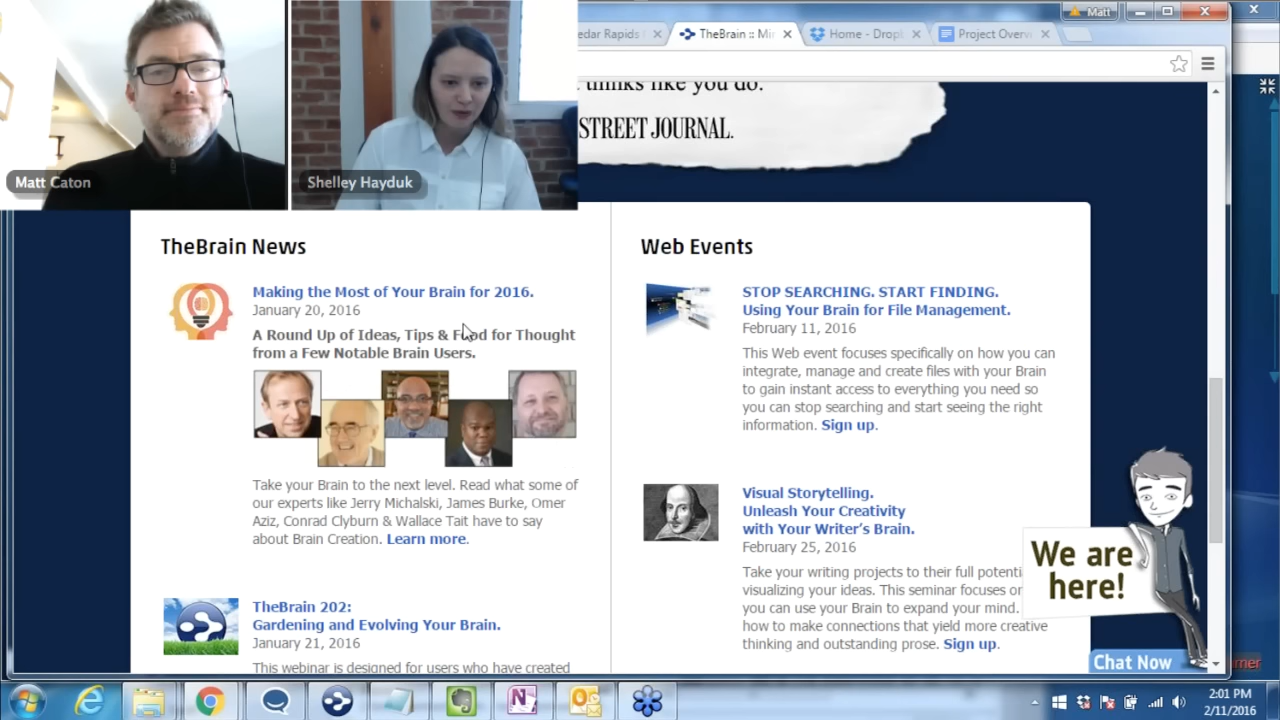 Matt
edar Rapids
TheBrain :: Mi
Home - Drop
Project Overv
thinks like you do.
STREET JOURNAL.
Matt Caton
Shelley Hayduk
TheBrain News
Making the Most of Your Brain for 2016.
January 20, 2016
A Round Up of Ideas, Tips & Food for Thought
from a Few Notable Brain Users.
Take your Brain to the next level. Read what some of
our experts like Jerry Michalski, James Burke, Omer
Aziz, Conrad Clyburn & Wallace Tait have to say
about Brain Creation. Learn more.
TheBrain 202:
Gardening and Evolving Your Brain.
January 21, 2016
This webinar is designed for users who have created
Web Events
STOP SEARCHING. START FINDING.
Using Your Brain for File Management.
February 11, 2016
This Web event focuses specifically on how you can
integrate, manage and create files with your Brain
to gain instant access to everything you need so
you can stop searching and start seeing the right
information. Sign up.
Visual Storytelling.
Unleash Your Creativity
with Your Writer's Brain.
February 25, 2016
Take your writing projects to their full potenti
visualizing your ideas. This seminar focuses o
you can use your Brain to expand your mind.
how to make connections that yield more creative
thinking and outstanding prose. Sign up.
We are
here!
Chat Now
mer
2:01 PM
2/11/2016